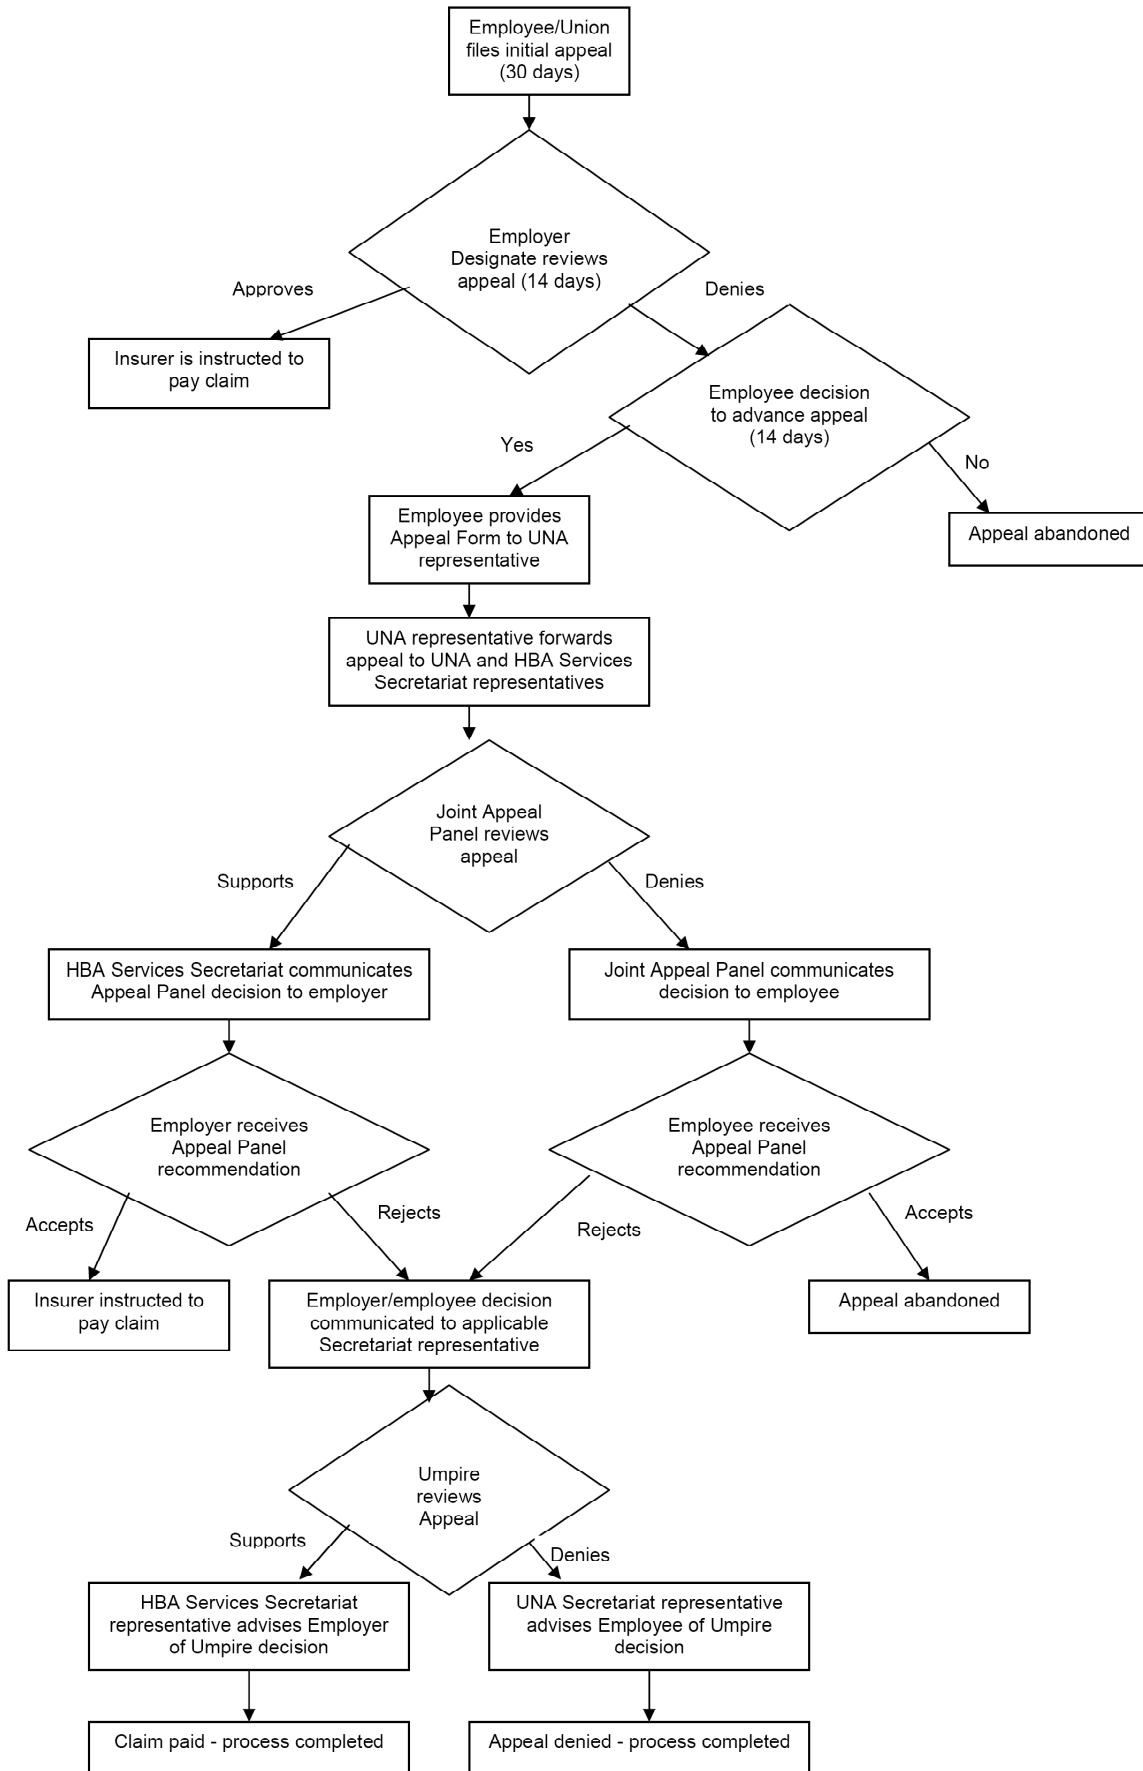 Employee/Union
files initial appeal
(30 days)
Employer
Designate reviews
appeal (14 days)
Approves
Denies
Insurer is instructed to
pay claim
Employee decision
to advance appeal
(14 days)
Yes
No
Employee provides
Appeal Form to UNA
representative
Appeal abandoned
UNA representative forwards
appeal to UNA and HBA Services
Secretariat representatives
Joint Appeal
Panel reviews
appeal
Supports
Denies
HBA Services Secretariat communicates
Appeal Panel decision to employer
Joint Appeal Panel communicates
decision to employee
Employer receives
Appeal Panel
recommendation
Employee receives
Appeal Panel
recommendation
Accepts
Rejects
Rejects
Accepts
Insurer instructed to
pay claim
Employer/employee decision
communicated to applicable
Secretariat representative
Appeal abandoned
Umpire
reviews
Appeal
Supports
Denies
HBA Services Secretariat
representative advises Employer
of Umpire decision
UNA Secretariat representative
advises Employee of Umpire
decision
Claim paid - process completed
Appeal denied - process completed